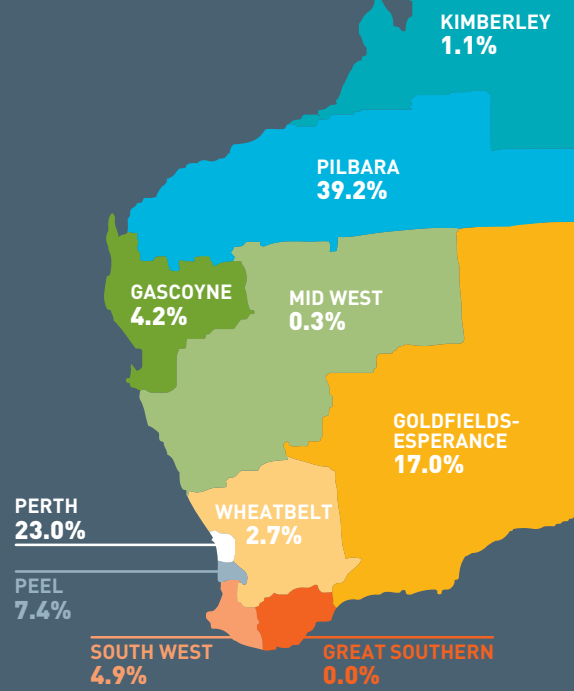 KIMBERLEY
1.1%
PILBARA
39.2%
GASCOYNE
4.2%
MID WEST
0.3%
GOLDFIELDS-
ESPERANCE
17.0%
PERTH
23.0%
WHEATBELT
2.7%
PEEL
7.4%
SOUTH WEST
4.9%
GREAT SOUTHERN
0.0%